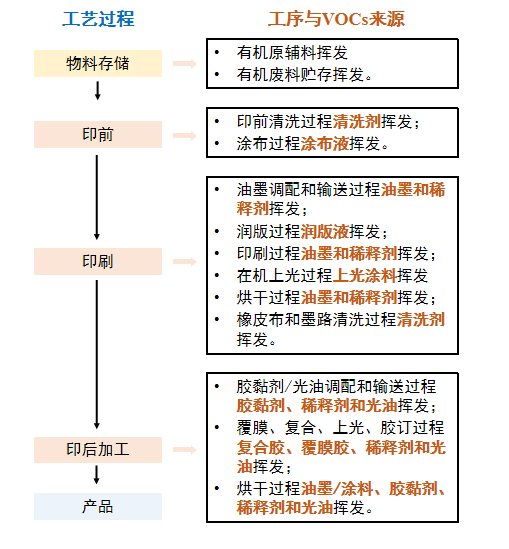 工艺过程
工序与VOCs来源
物料存储
• 有机原辅料挥发
• 有机废料贮存挥发。
印前
• 印前清洗过程清洗剂挥发；
• 涂布过程涂布液挥发。
印刷
• 油墨调配和输送过程油墨和稀
释剂挥发；
• 润版过程润版液挥发；
• 印刷过程油墨和稀释剂挥发；
• 在机上光过程上光涂料挥发
• 烘干过程油墨和稀释剂挥发；
• 橡皮布和墨路清洗过程清洗剂
挥发。
印后加工
• 胶黏剂/光油调配和输送过程
胶黏剂、稀释剂和光油挥发；
• 覆膜、复合、上光、胶订过程
复合胶、覆膜胶、稀释剂和光
油挥发；
• 烘干过程油墨/涂料、胶黏剂、
稀释剂和光油挥发。
产品